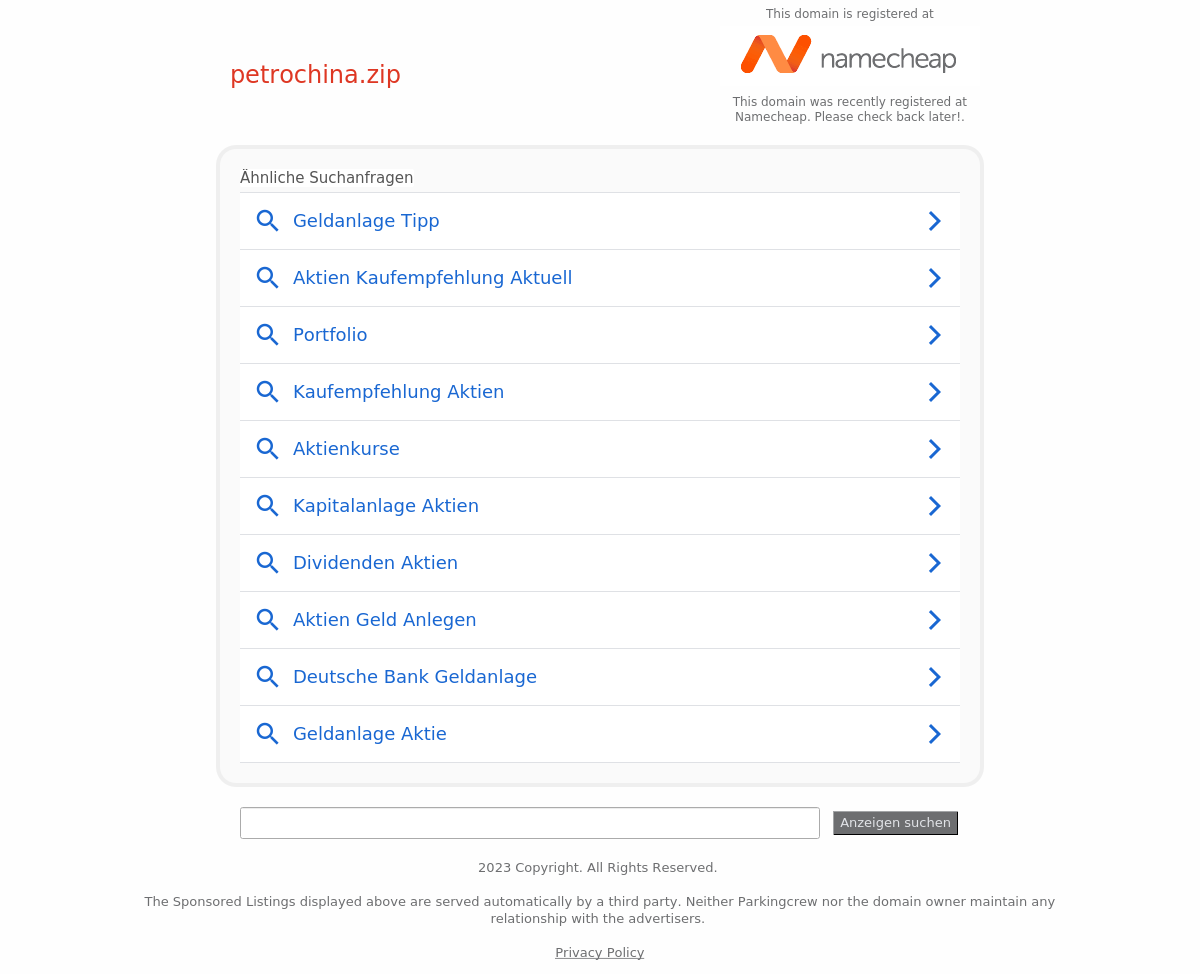 This domain is registered at
namecheap
petrochina.zip
This domain was recently registered at
Namecheap. Please check back later!.
Ähnliche Suchanfragen
Geldanlage Tipp
Aktien Kaufempfehlung Aktuell
Portfolio
Kaufempfehlung Aktien
Aktienkurse
Kapitalanlage Aktien
Dividenden Aktien
Aktien Geld Anlegen
Deutsche Bank Geldanlage
Geldanlage Aktie
Anzeigen suchen
2023 Copyright. All Rights Reserved.
The Sponsored Listings displayed above are served automatically by a third party. Neither Parkingcrew nor the domain owner maintain any
relationship with the advertisers.
Privacy Policy